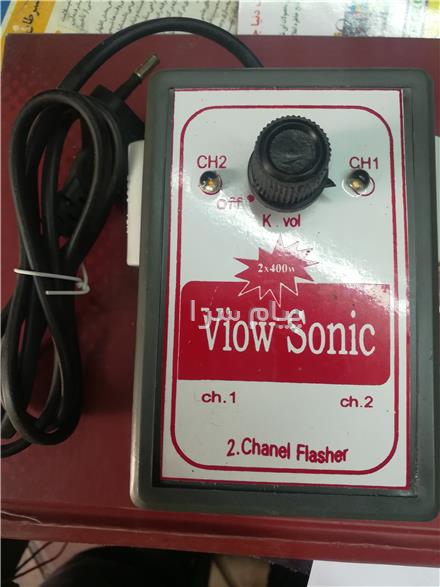 CH2
CH1
off
K.vol
2x400w
پیام سرا
Viow Sonic
ch.1
ch.2
2.Chanel Flasher